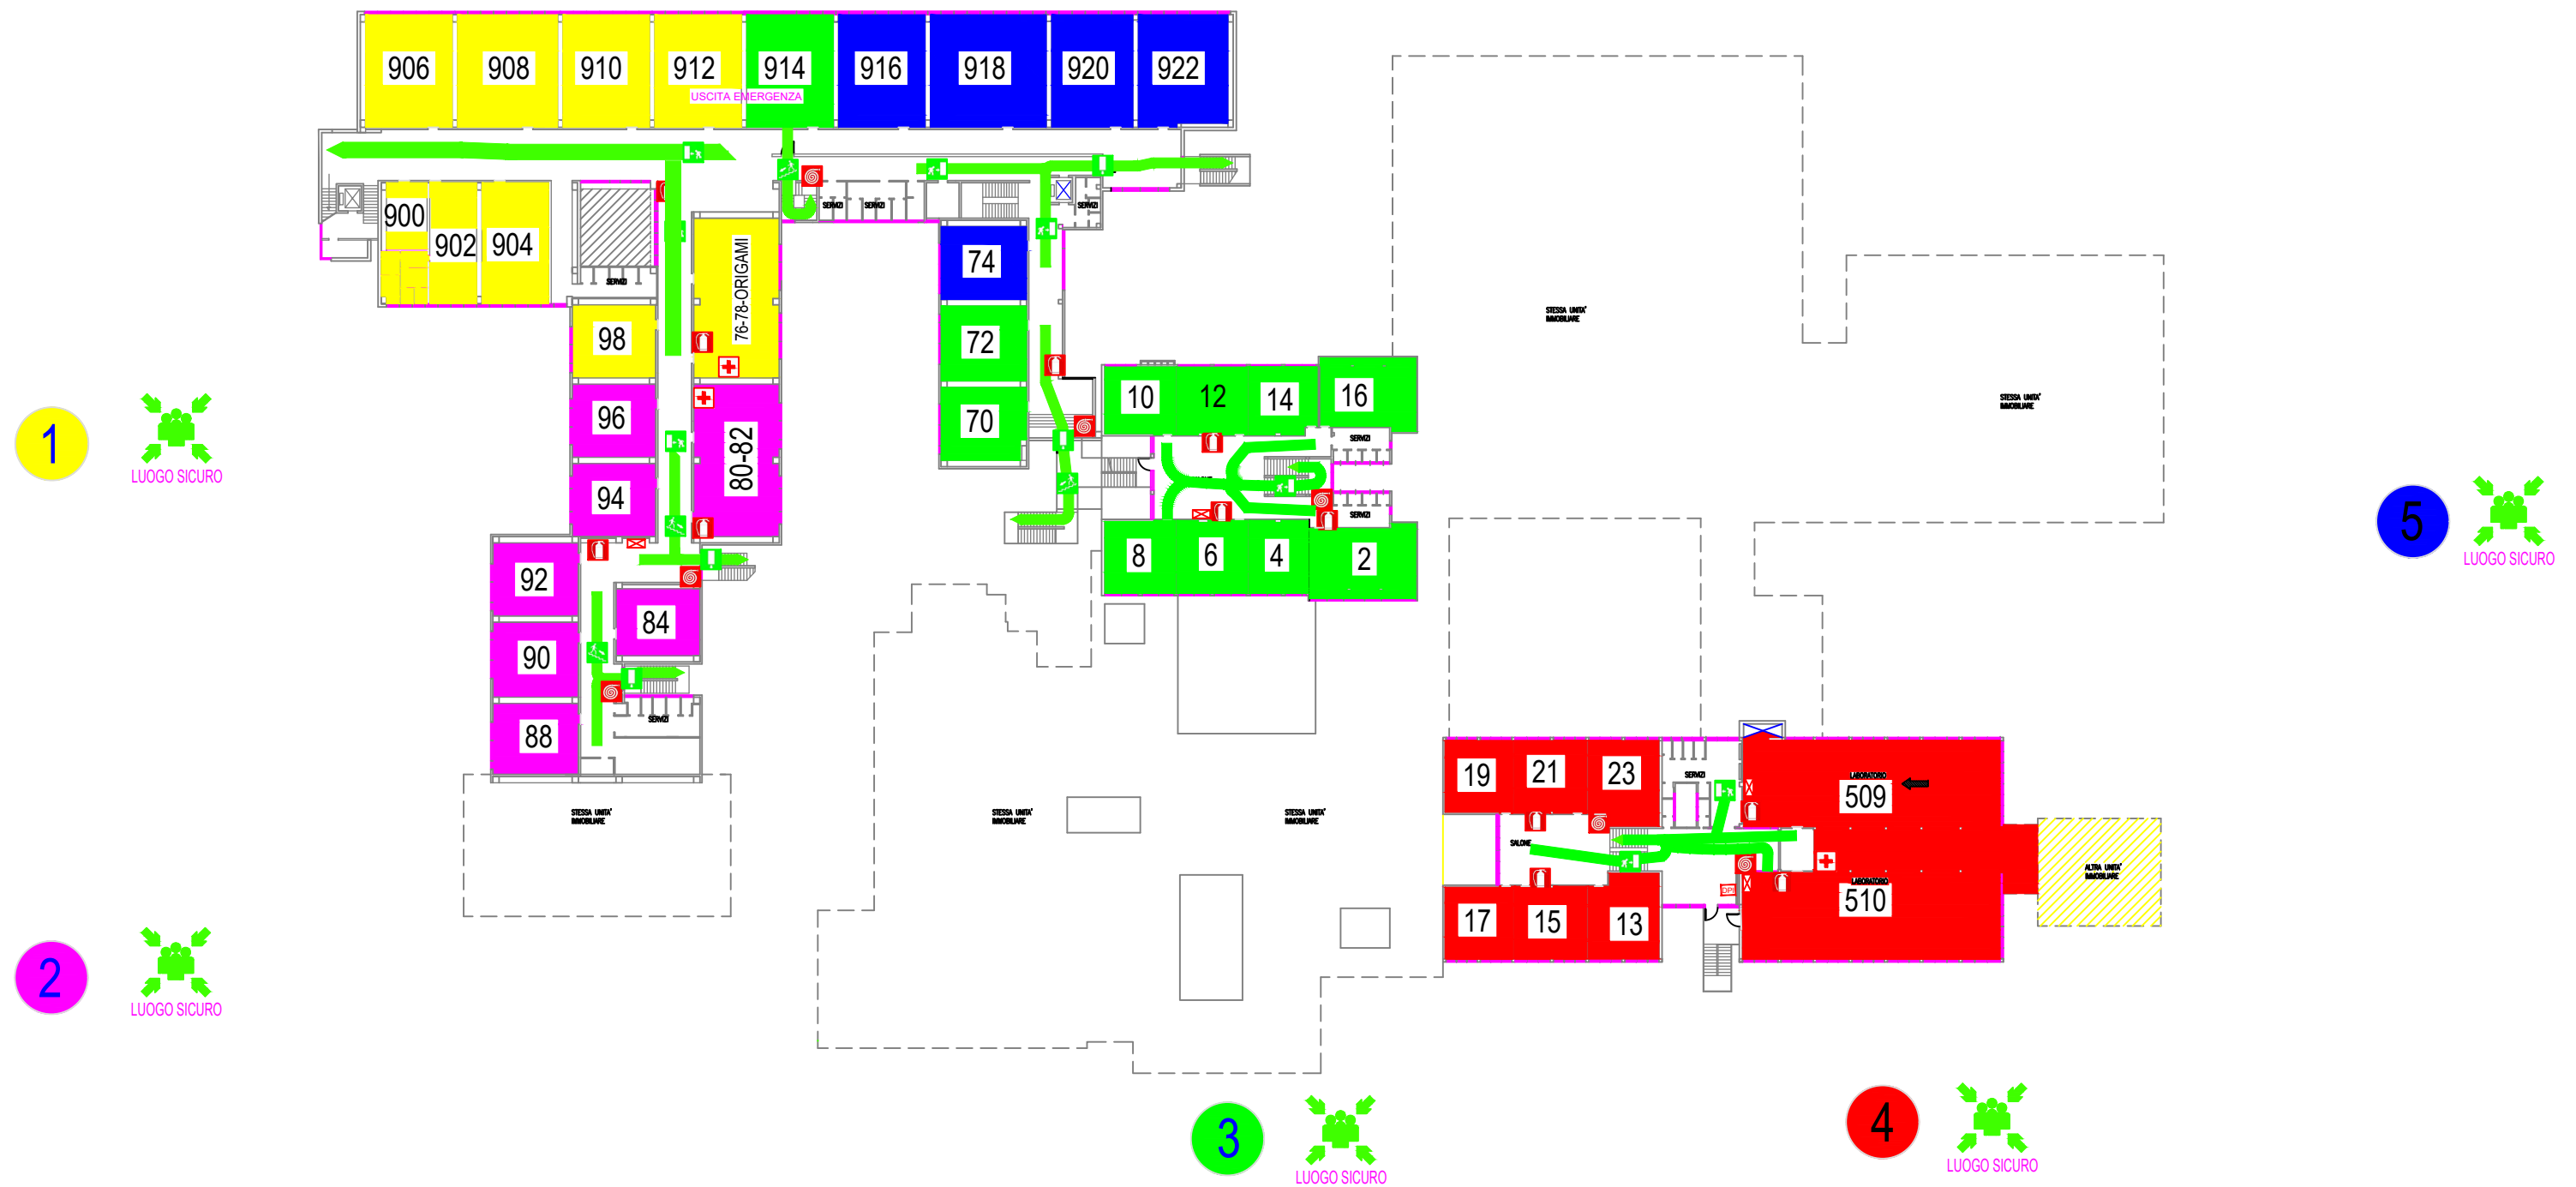 906
908
910
912
914
916
918
920
922
USCITA EMERGENZA
900
902
904
SERVIZI
SERVIZI
SERVIZI
SERVIZI
76-78-ORIGAMI
74
72
70
98
96
94
80-82
92
90
88
84
SERVIZI
STESSA UNITA'
IMMOBILIARE
10
12
14
16
SERVIZI
SERVIZI
8
6
4
2
STESSA UNITA'
IMMOBILIARE
STESSA UNITA'
IMMOBILIARE
STESSA UNITA'
IMMOBILIARE
STESSA UNITA'
IMMOBILIARE
19
21
23
SERVIZI
LABORATORIO
509
SALONE
17
15
13
DPI
LABORATORIO
510
ALTRA UNITA'
IMMOBILIARE
1
LUOGO SICURO
2
LUOGO SICURO
3
LUOGO SICURO
4
LUOGO SICURO
5
LUOGO SICURO